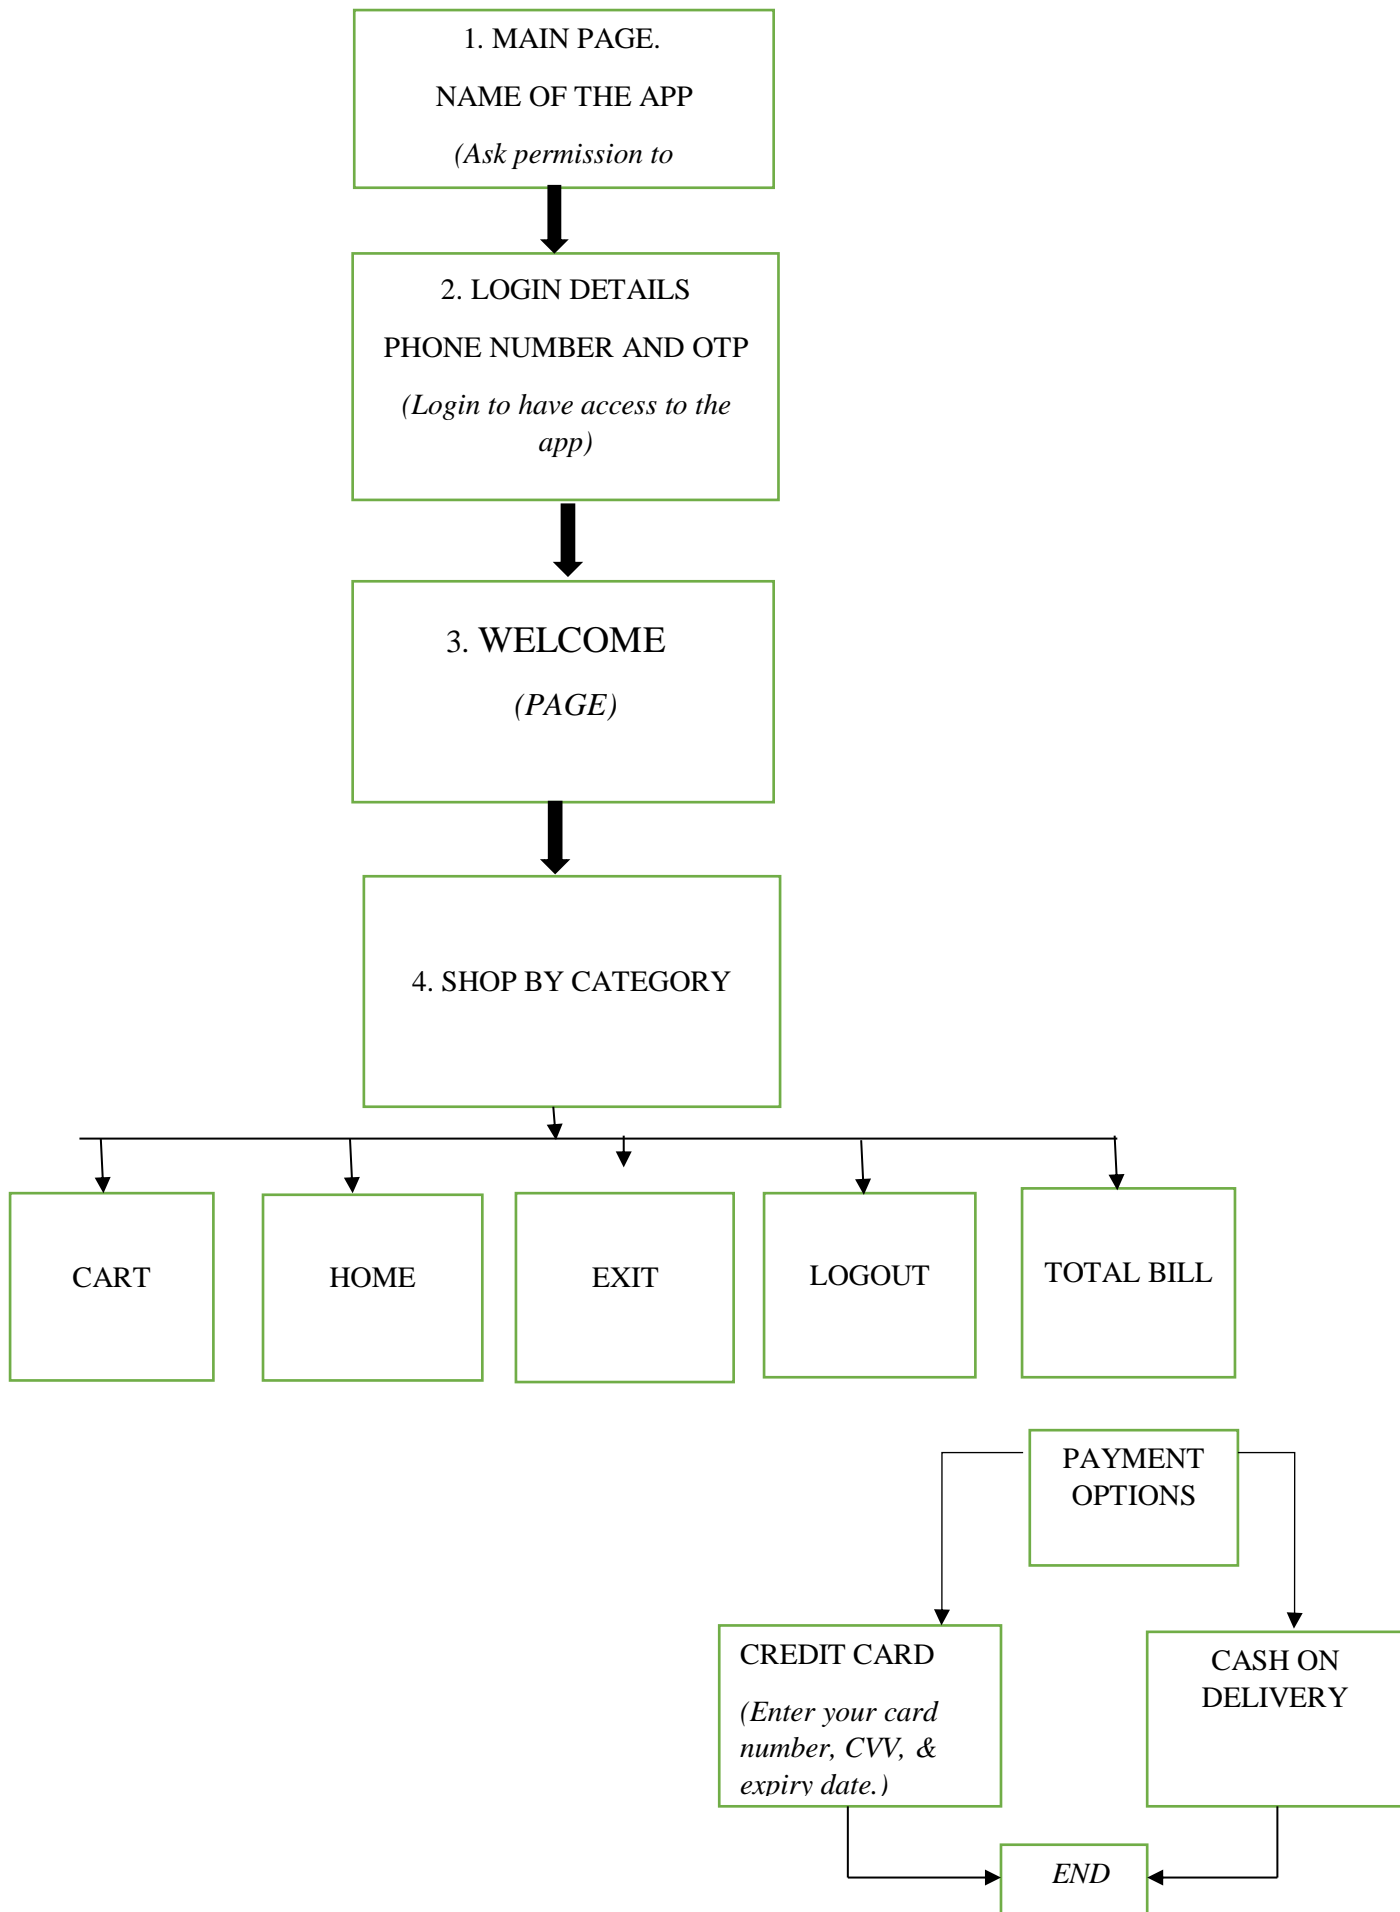 1. MAIN PAGE.
NAME OF THE APP
(Ask permission to
2. LOGIN DETAILS
PHONE NUMBER AND OTP
(Login to have access to the
app)
3. WELCOME
(PAGE)
4. SHOP BY CATEGORY
CART
HOME
EXIT
LOGOUT
TOTAL BILL
PAYMENT
OPTIONS
CREDIT CARD
(Enter your card
number, CVV, &
expiry date.)
CASH ON
DELIVERY
END